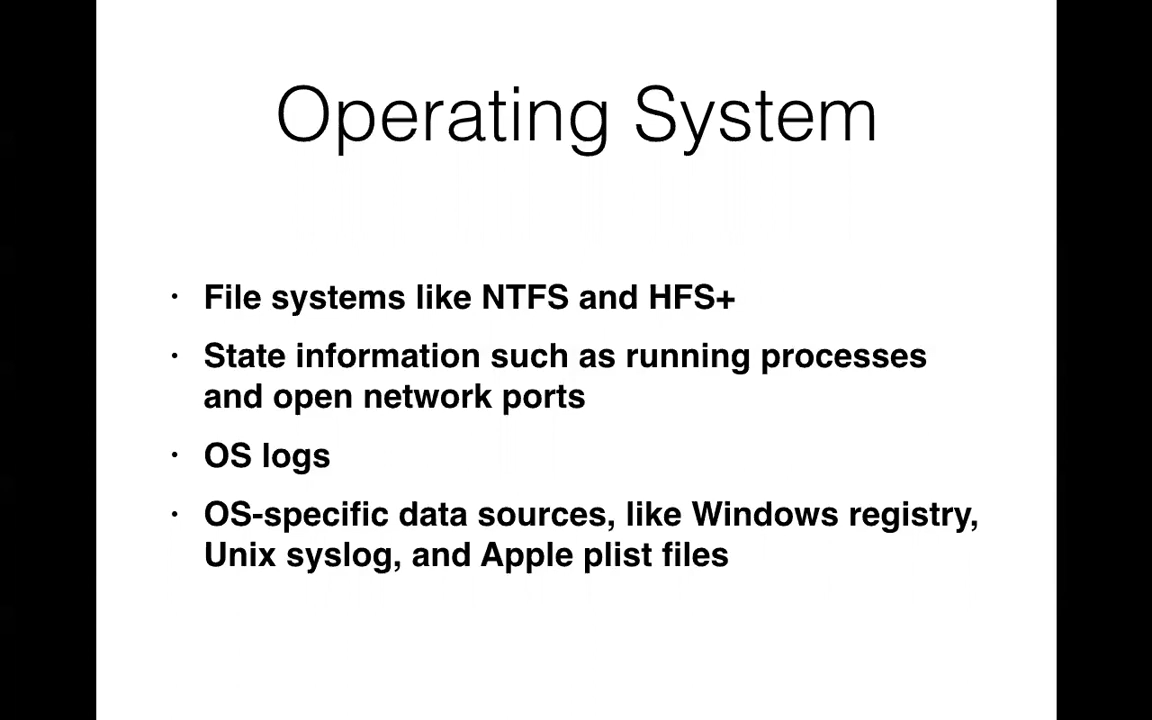 Operating System
• File systems like NTFS and HFS+
• State information such as running processes
and open network ports
• OS logs
• OS-specific data sources, like Windows registry,
Unix syslog, and Apple plist files